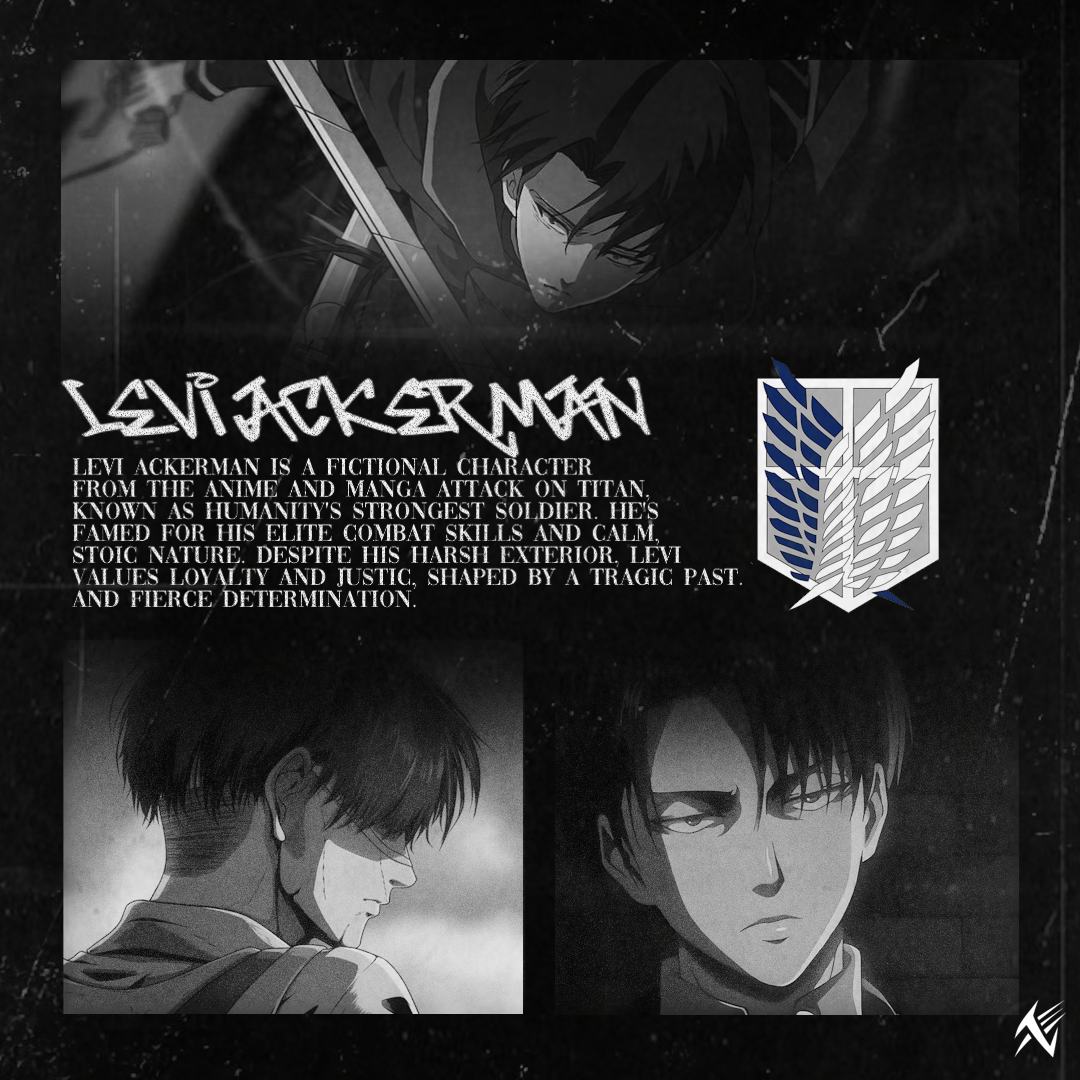 LEVI ACKERMAN
LEVI ACKERMAN IS A FICTIONAL CHARACTER
FROM THE ANIME AND MANGA ATTACK ON TITAN,
KNOWN AS HUMANITY'S STRONGEST SOLDIER. HE'S
FAMED FOR HIS ELITE COMBAT SKILLS AND CALM,
STOIC NATURE. DESPITE HIS HARSH EXTERIOR, LEVI
VALUES LOYALTY AND JUSTIC, SHAPED BY A TRAGIC PAST.
AND FIERCE DETERMINATION.